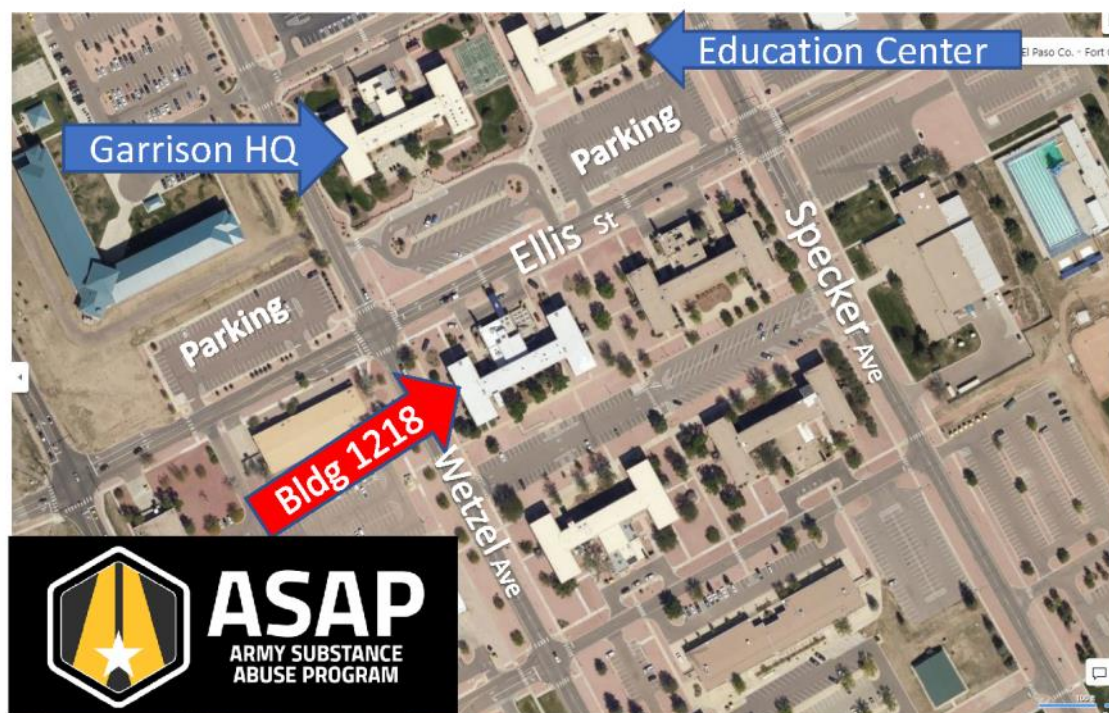 Education Center
El Paso Co. - Fort
Garrison HQ
Parking
Ellis St
Specker Ave
Parking
Bldg 1218
Wetzel Ave
ASAP
ARMY SUBSTANCE
ABUSE PROGRAM